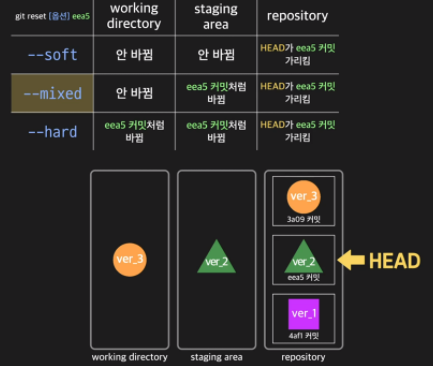 git reset [옵션] eea5
working directory
staging area
repository
--soft
안 바뀜
안 바뀜
HEAD가 eea5 커밋
가리킴
--mixed
안 바뀜
eea5 커밋처럼
바뀜
HEAD가 eea5 커밋
가리킴
--hard
eea5 커밋처럼
바뀜
eea5 커밋처럼
바뀜
HEAD가 eea5 커밋
가리킴
ver_3
3a09 커밋
ver_3
ver_2
ver_2
eea5 커밋
HEAD
ver_1
4af1 커밋
working directory
staging area
repository